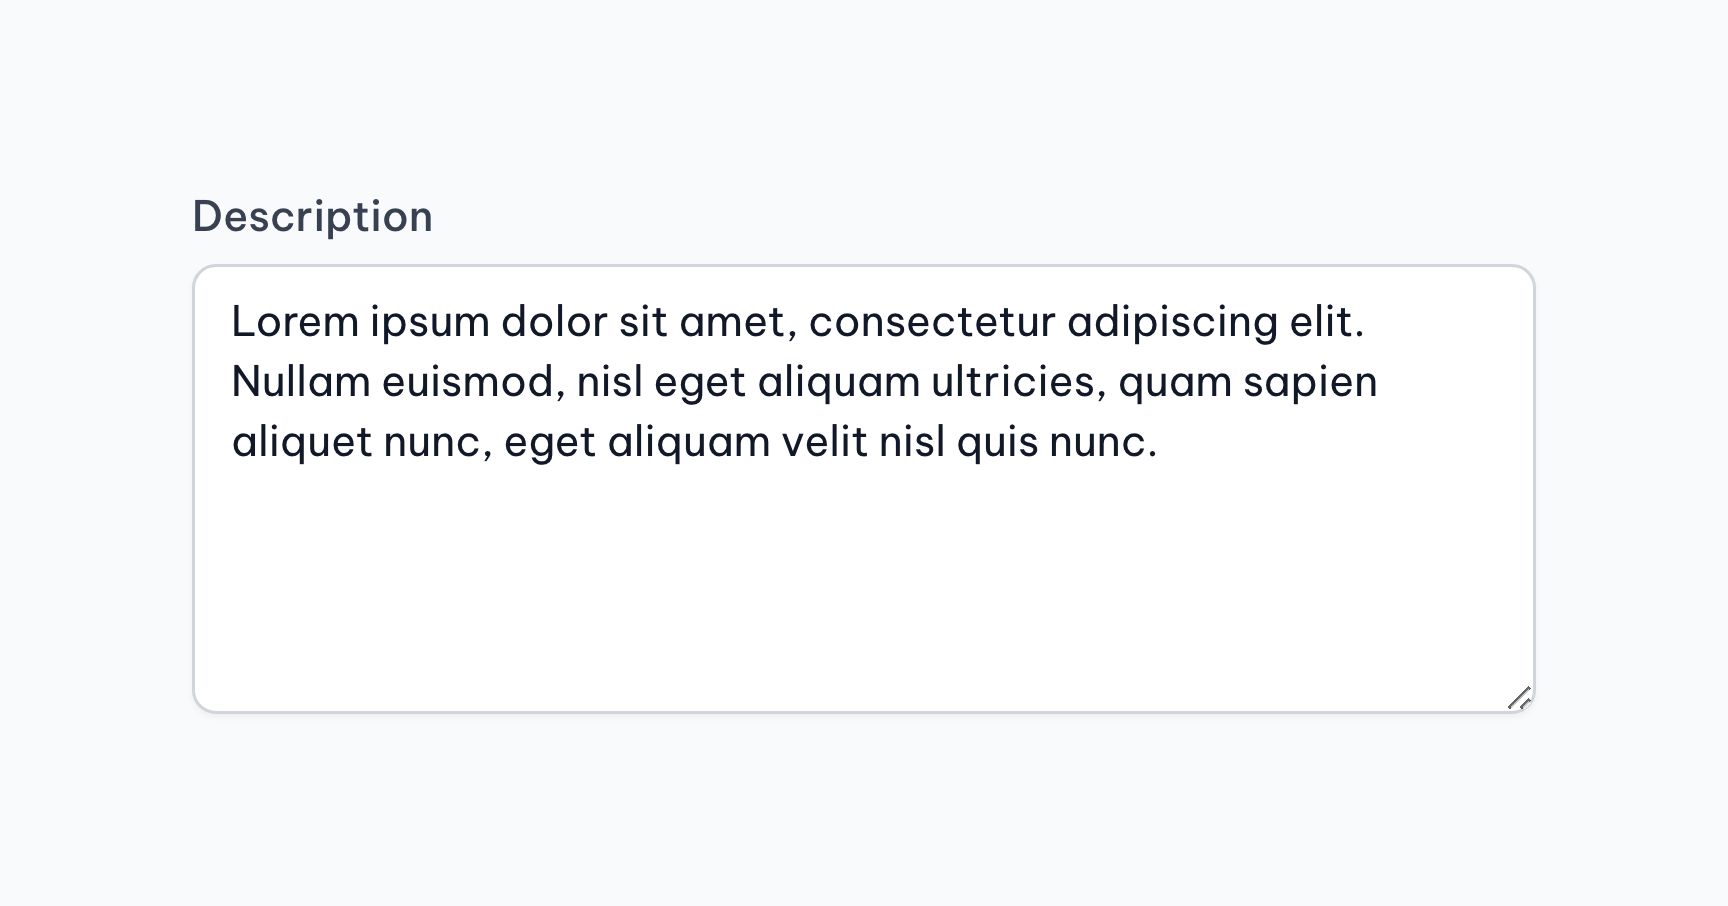 Description
Lorem ipsum dolor sit amet, consectetur adipiscing elit.
Nullam euismod, nisl eget aliquam ultricies, quam sapien
aliquet nunc, eget aliquam velit nisl quis nunc.